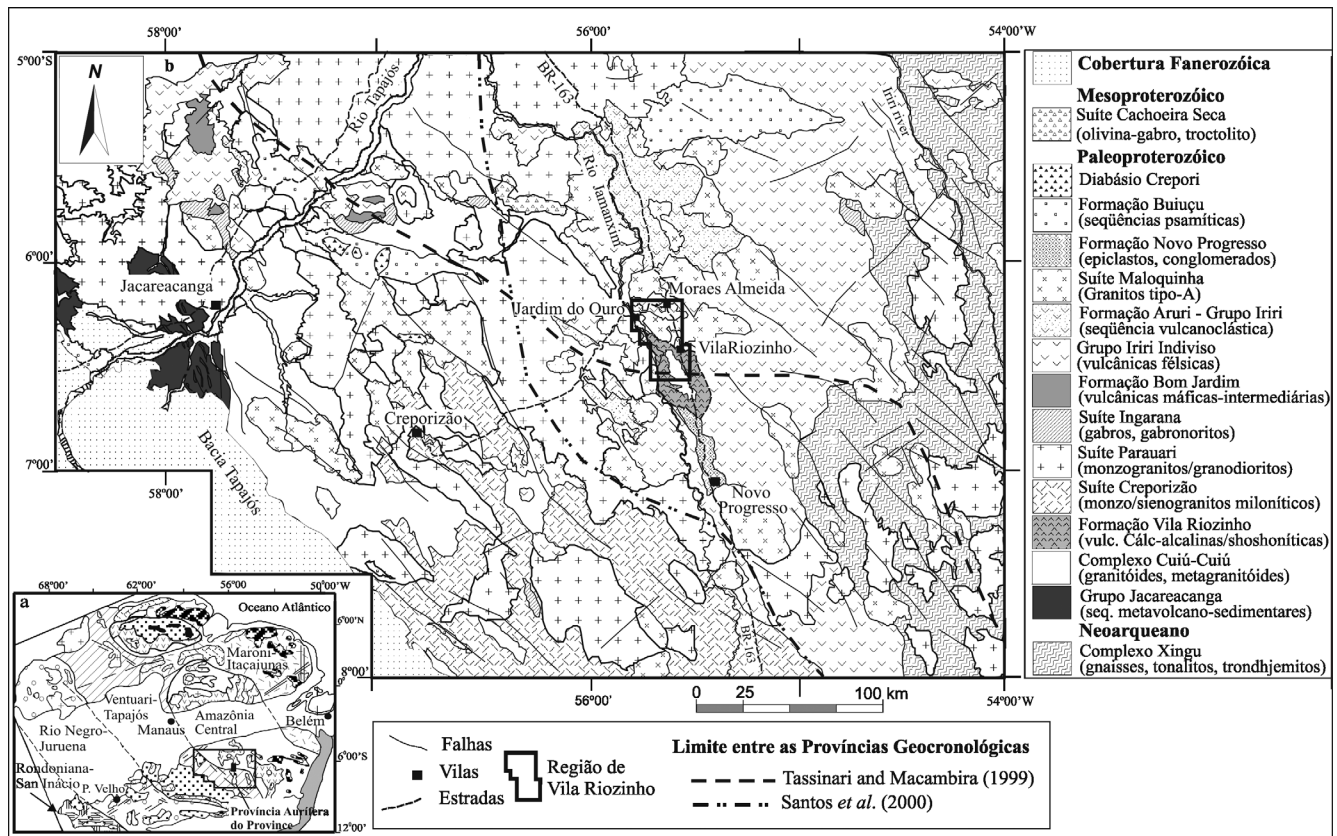 58°00'
56°00'
54°00'W
5°00'S
b
N
Rio Tapajós
BR-163
Iriri river
Rio Jamanxim
6°00'
Jacareacanga
Moraes Almeida
Jardim do Ouro
VilaRiozinho
Creporizão
7°00'
58°00'
Bacia Tapajós
Novo
Progresso
BR-163
8°00'
56°00'
54°00'W
0 25 100 km
Cobertura Fanerozóica
Mesoproterozóico
Suíte Cachoeira Seca
(olivina-gabro, troctolito)
Paleoproterozóico
Diabásio Crepori
Formação Buiuçu
(seqüências psamíticas)
Formação Novo Progresso
(epiclastos, conglomerados)
Suíte Maloquinha
(Granitos tipo-A)
Formação Aruri - Grupo Iriri
(seqüência vulcanoclástica)
Grupo Iriri Indiviso
(vulcânicas félsicas)
Formação Bom Jardim
(vulcânicas máficas-intermediárias)
Suíte Ingarana
(gabros, gabronoritos)
Suíte Parauari
(monzogranitos/granodioritos)
Suíte Creporizão
(monzo/sienogranitos miloníticos)
Formação Vila Riozinho
(vulc. Cálc-alcalinas/shoshoníticas)
Complexo Cuiú-Cuiú
(granitóides, metagranitóides)
Grupo Jacareacanga
(seq. metavolcano-sedimentares)
Neoarqueano
Complexo Xingu
(gnaisses, tonalitos, trondhjemitos)
68°00'
62°00'
56°00'
50°00'W
a
Oceano Atlântico
6°00'
Maroni-
Itacaiunas
0°
Ventuari-
Tapajós
Manaus
Amazônia
Central
Belém
Rio Negro-
Juruena
6°00'S
Rondoniana-
San Inácio
P. Velho
Província Aurífera
do Province
12°00'
Falhas
Vilas
Estradas
Região de
Vila Riozinho
Limite entre as Províncias Geocronológicas
Tassinari and Macambira (1999)
Santos et al. (2000)